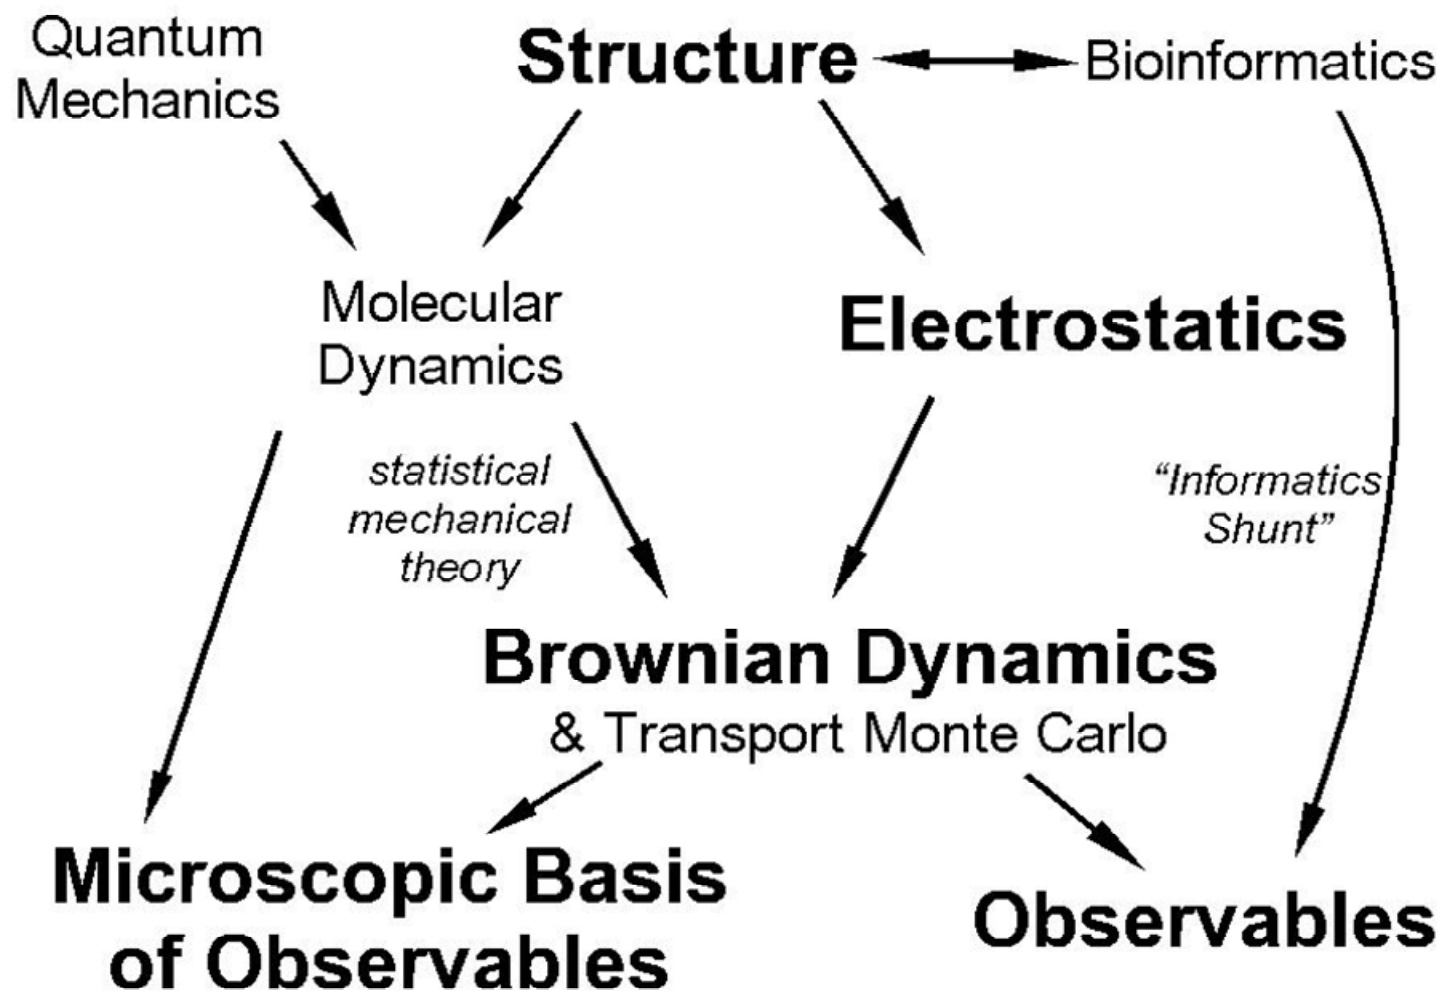 Quantum
Mechanics
Structure
Bioinformatics
Molecular
Dynamics
Electrostatics
statistical
mechanical
theory
“Informatics
Shunt”
Brownian Dynamics
& Transport Monte Carlo
Microscopic Basis
of Observables
Observables